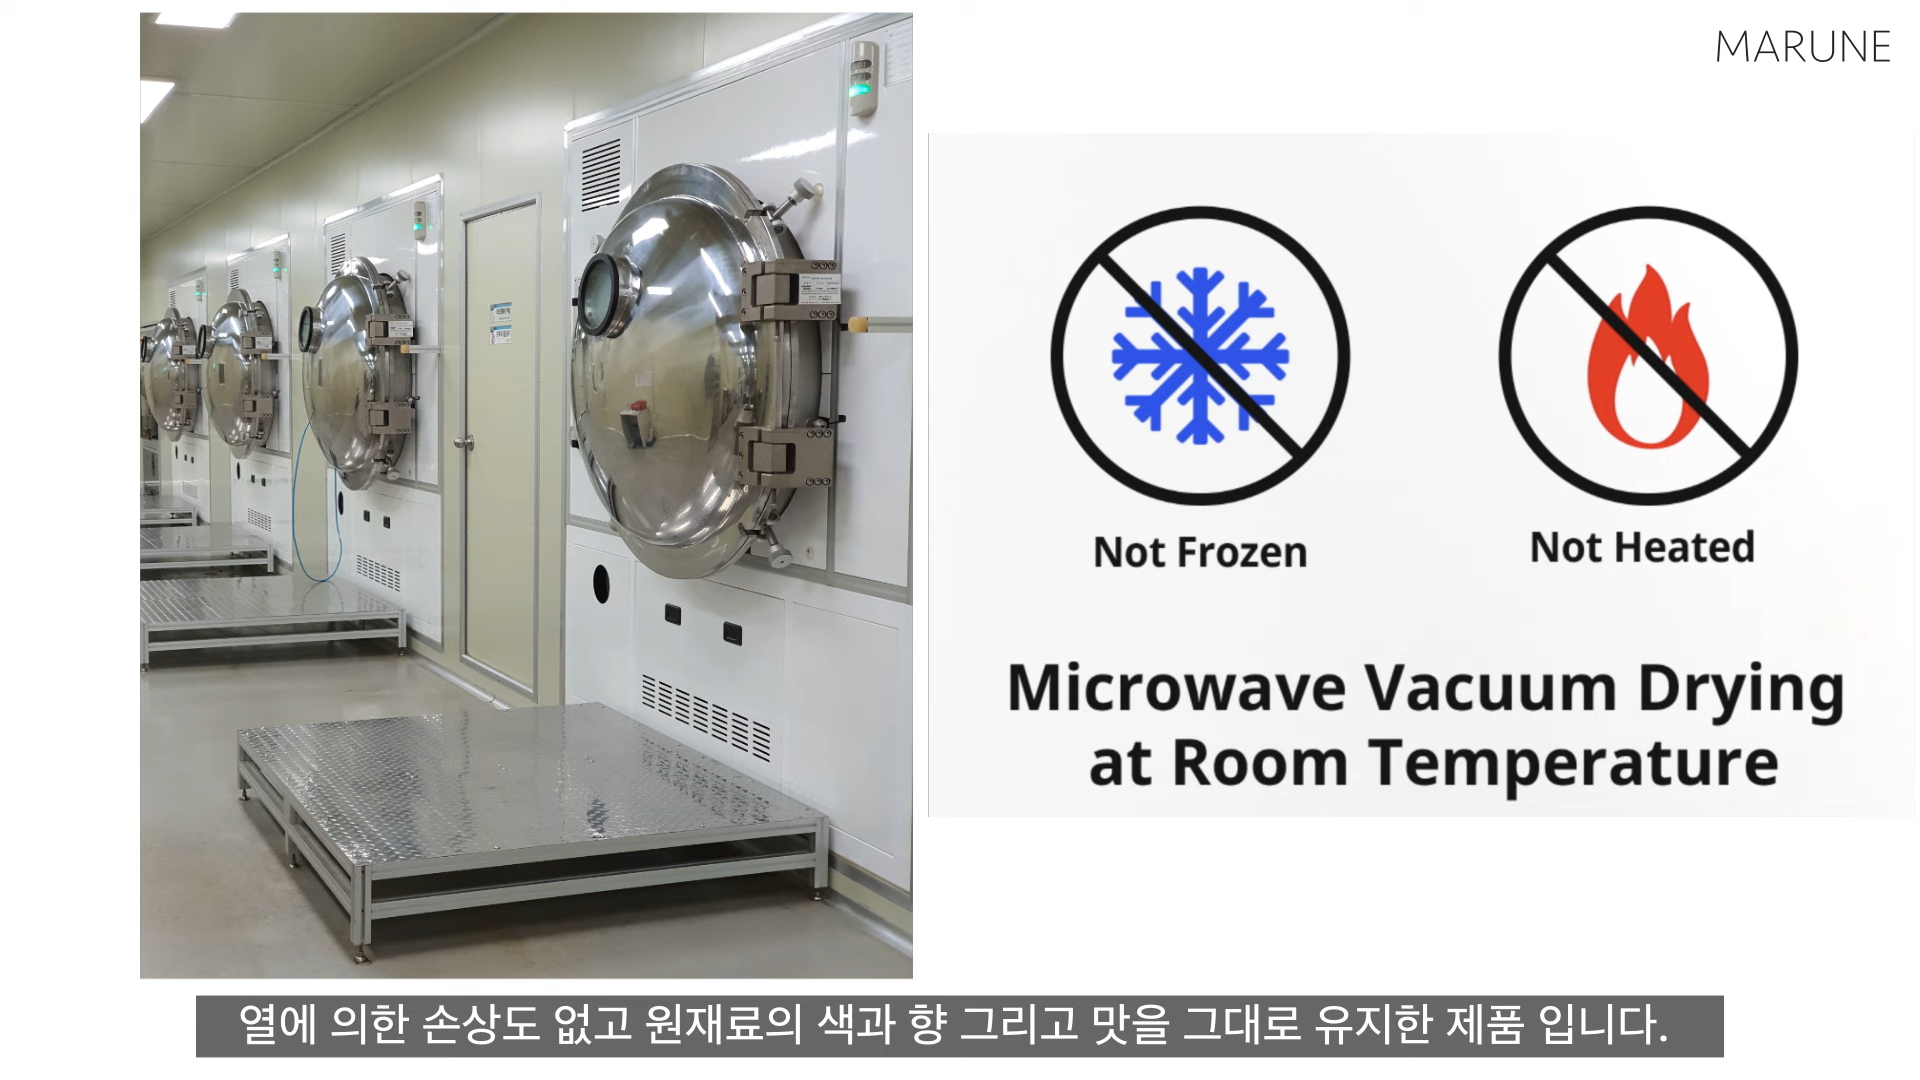 MARUNE
Not Frozen
Not Heated
Microwave Vacuum Drying
at Room Temperature
열에 의한 손상도 없고 원재료의 색과 향 그리고 맛을 그대로 유지한 제품 입니다.